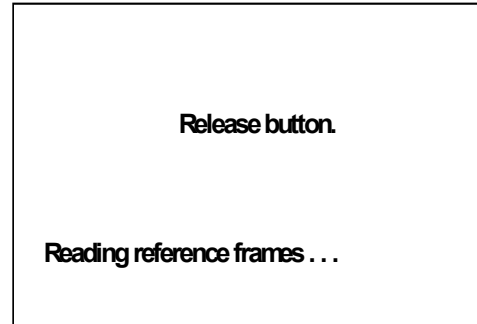 Release button.
Reading reference frames . . .